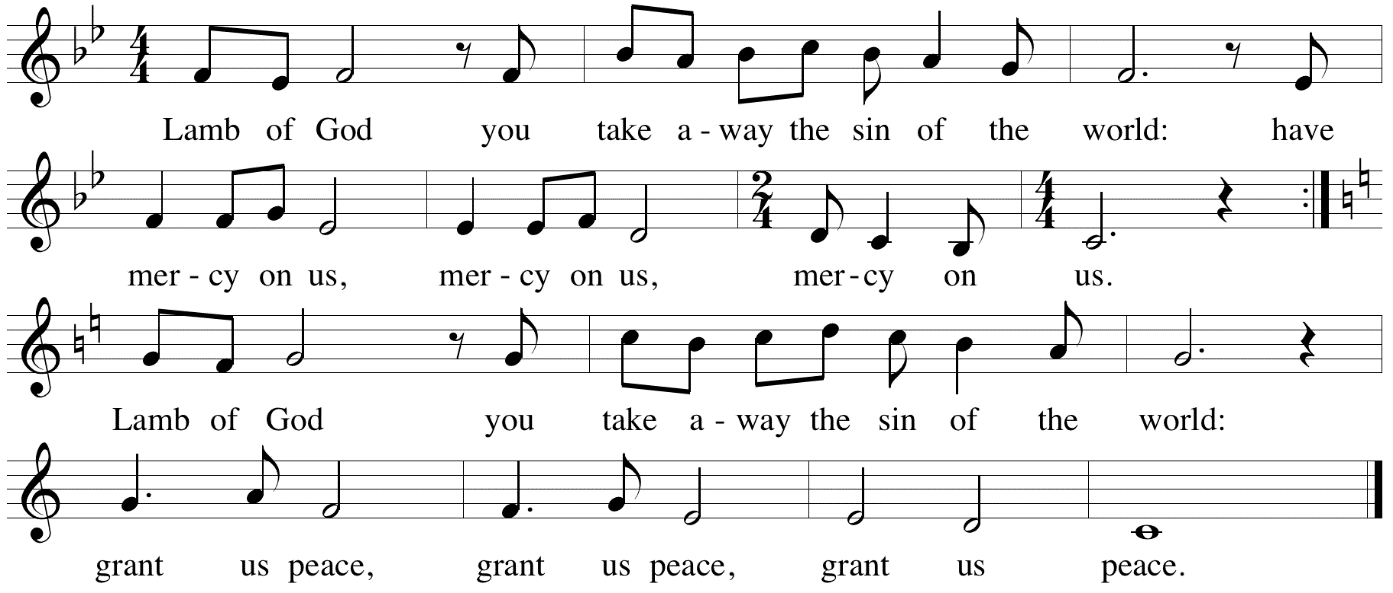 Lamb of God you take a - way the sin of the world: have
mer - cy on us, mer - cy on us, mer - cy on us.
Lamb of God you take a - way the sin of the world:
grant us peace, grant us peace, grant us peace.